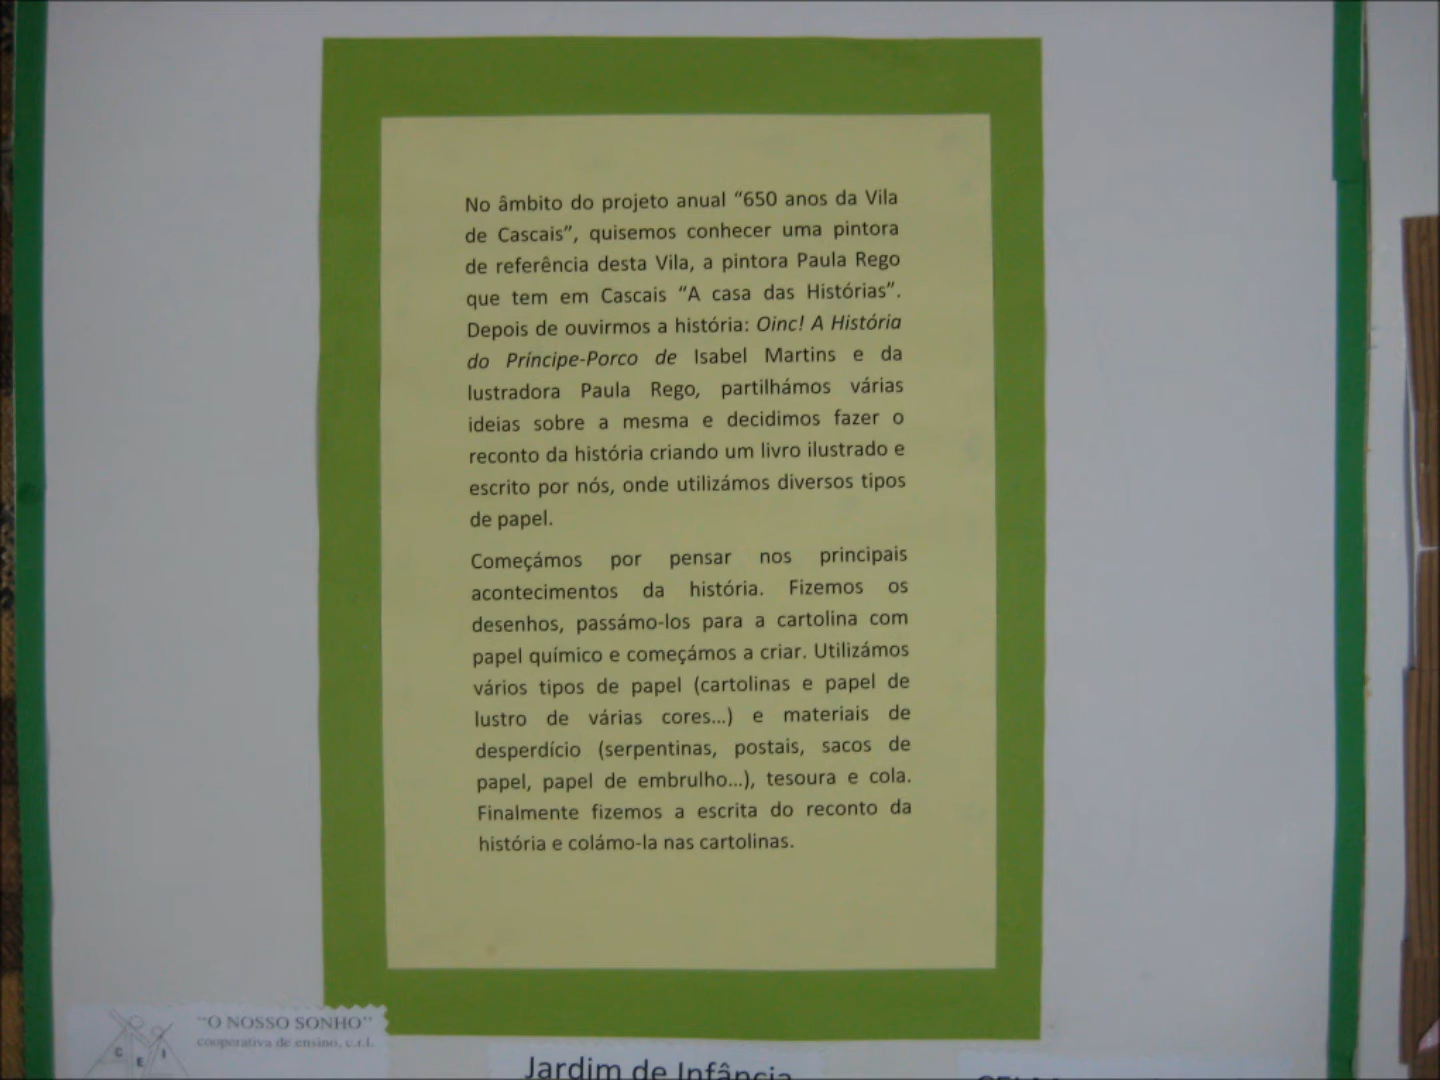 No âmbito do projeto anual “650 anos da Vila
de Cascais”, quisemos conhecer uma pintora
de referência desta Vila, a pintora Paula Rego
que tem em Cascais “A casa das Histórias”.
Depois de ouvirmos a história: Oinc! A História
do Príncipe-Porco de Isabel Martins e da
lustradora Paula Rego, partilhámos várias
ideias sobre a mesma e decidimos fazer o
reconto da história criando um livro ilustrado e
escrito por nós, onde utilizámos diversos tipos
de papel.
Começámos por pensar nos principais
acontecimentos da história. Fizemos os
desenhos, passámo-los para a cartolina com
papel químico e começámos a criar. Utilizámos
vários tipos de papel (cartolinas e papel de
lustro de várias cores...) e materiais de
desperdício (serpentinas, postais, sacos de
papel, papel de embrulho...), tesoura e cola.
Finalmente fizemos a escrita do reconto da
história e colámo-la nas cartolinas.
“O NOSSO SONHO”
cooperativa de ensino, c.r.l.
C E I
Jardim de Infância